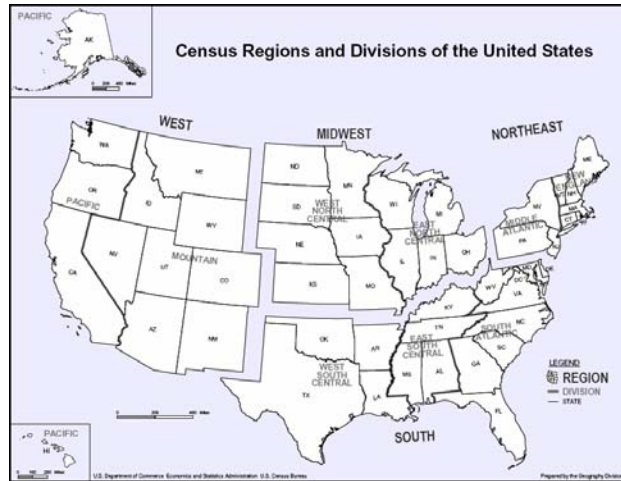 PACIFIC
AK
0 200 400 Miles
Census Regions and Divisions of the United States
WEST
MIDWEST
NORTHEAST
WA
MT
ND
MN
ME
OR
ID
SD
WI
MI
VT
NH
NEW
ENGLAND
PACIFIC
WY
WEST NORTH
CENTRAL
EAST
NORTH
CENTRAL
MA
CT
MIDDLE
ATLANTIC
NV
MOUNTAIN
UT
CO
NE
IA
IL
IN
OH
PA
CA
KS
MO
KY
DE
DC
VA
AZ
NM
OK
AR
TN
NC
EAST
SOUTH
CENTRAL
SOUTH
ATLANTIC
SC
WEST
SOUTH
CENTRAL
TX
LA
MS
AL
GA
FL
LEGEND
REGION
DIVISION
STATE
SOUTH
PACIFIC
HI
U.S. Department of Commerce Economics and Statistics Administration U.S. Census Bureau
Prepared by the Geography Division